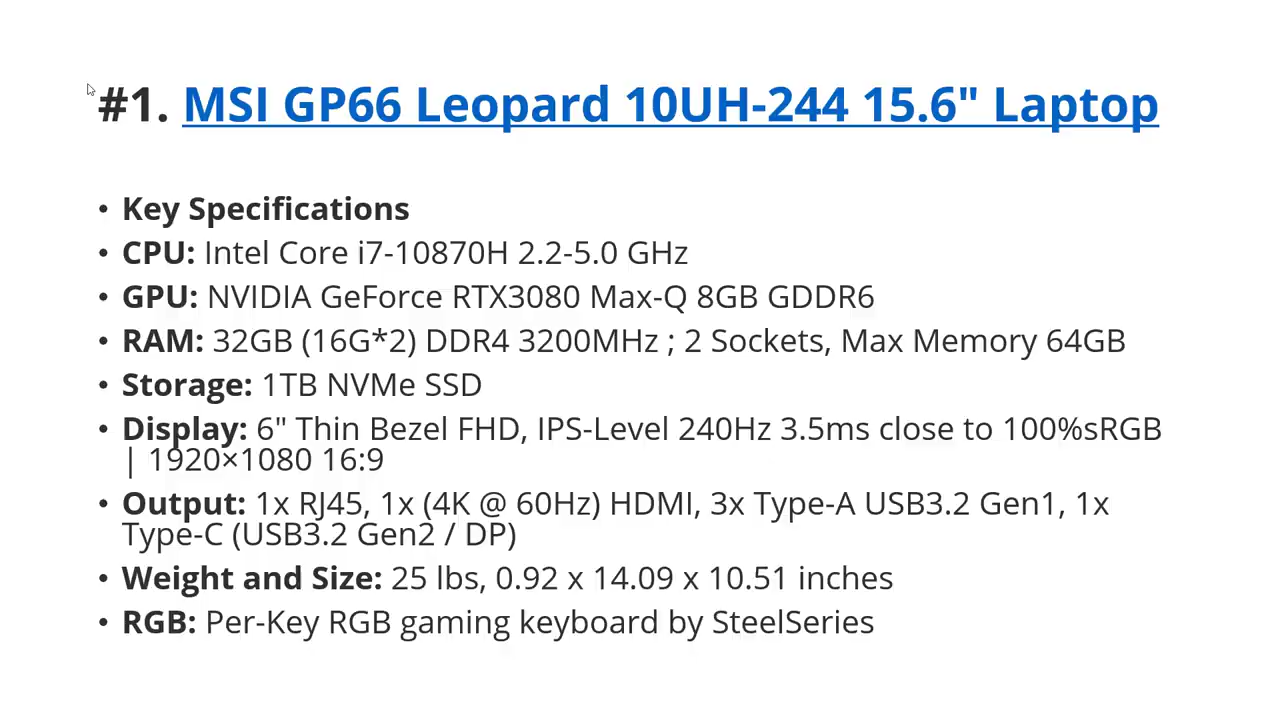 #1. MSI GP66 Leopard 10UH-244 15.6" Laptop
• Key Specifications
• CPU: Intel Core i7-10870H 2.2-5.0 GHz
• GPU: NVIDIA GeForce RTX3080 Max-Q 8GB GDDR6
• RAM: 32GB (16G*2) DDR4 3200MHz ; 2 Sockets, Max Memory 64GB
• Storage: 1TB NVMe SSD
• Display: 6" Thin Bezel FHD, IPS-Level 240Hz 3.5ms close to 100%sRGB
| 1920×1080 16:9
• Output: 1x RJ45, 1x (4K @ 60Hz) HDMI, 3x Type-A USB3.2 Gen1, 1x
Type-C (USB3.2 Gen2 / DP)
• Weight and Size: 25 lbs, 0.92 x 14.09 x 10.51 inches
• RGB: Per-Key RGB gaming keyboard by SteelSeries